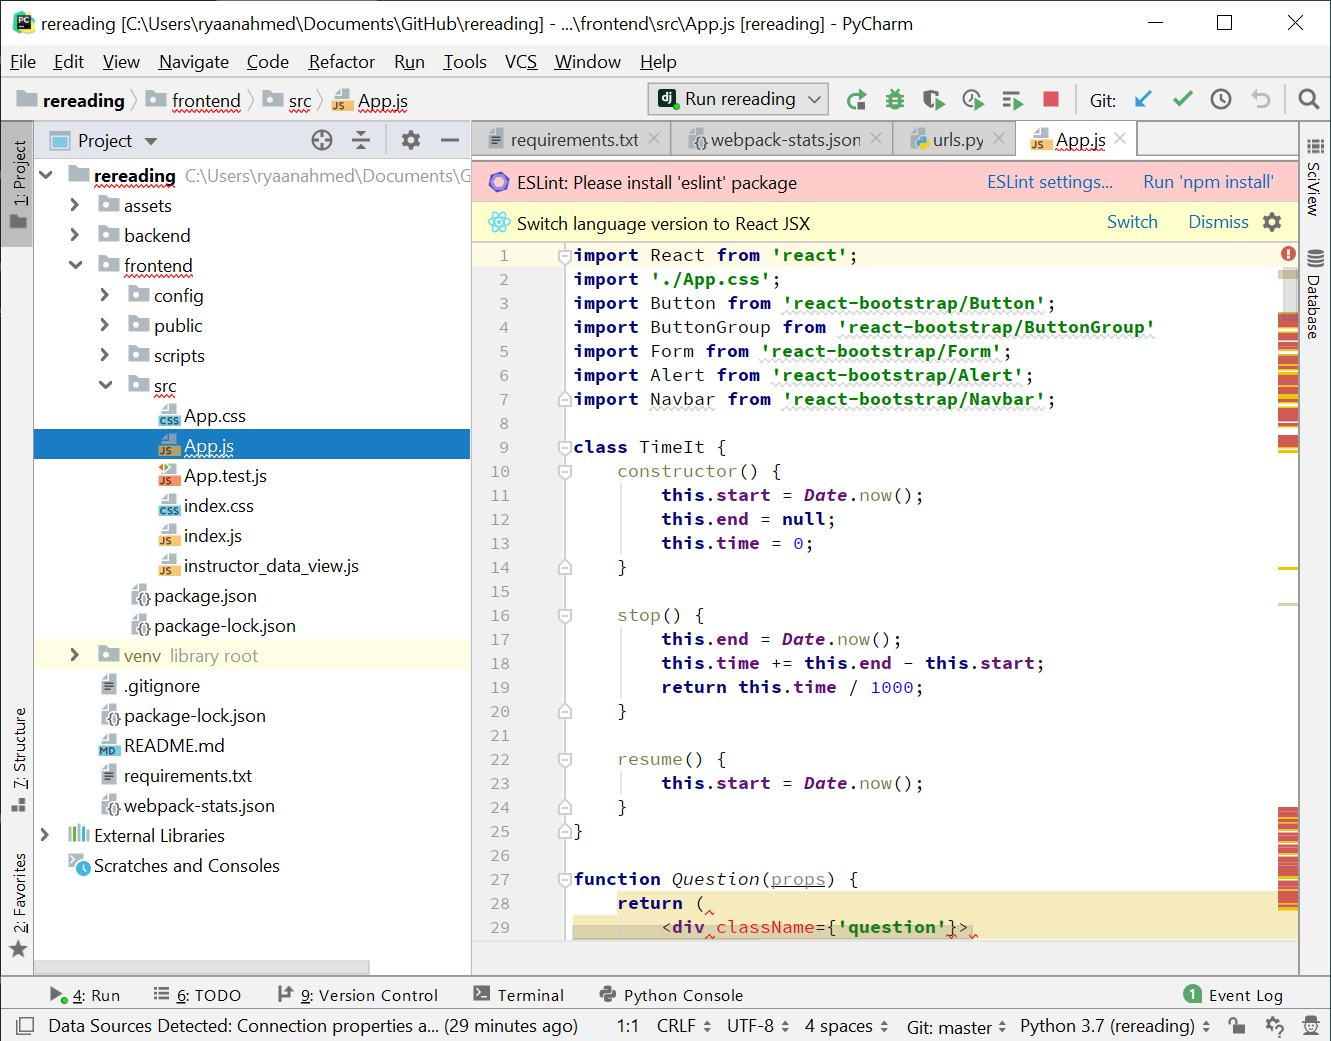 rereading [C:\Users\ryaanahmed\Documents\GitHub\rereading] - ...\frontend\src\App.js [rereading] - PyCharm
File Edit View Navigate Code Refactor Run Tools VCS Window Help
rereading frontend src App.js Run rereading Git:
Project requirements.txt webpack-stats.json urls.py App.js
1: Project
7: Structure
2: Favorites
rereading C:\Users\ryaanahmed\Documents\G
assets
backend
frontend
config
public
scripts
src
App.css
App.js
App.test.js
index.css
index.js
instructor_data_view.js
package.json
package-lock.json
venv library root
.gitignore
package-lock.json
README.md
requirements.txt
webpack-stats.json
External Libraries
Scratches and Consoles
ESLint: Please install 'eslint' package ESLint settings... Run 'npm install'
Switch language version to React JSX Switch Dismiss
1 import React from 'react';
2 import './App.css';
3 import Button from 'react-bootstrap/Button';
4 import ButtonGroup from 'react-bootstrap/ButtonGroup'
5 import Form from 'react-bootstrap/Form';
6 import Alert from 'react-bootstrap/Alert';
7 import Navbar from 'react-bootstrap/Navbar';
8
9 class TimeIt {
10 constructor() {
11 this.start = Date.now();
12 this.end = null;
13 this.time = 0;
14 }
15
16 stop() {
17 this.end = Date.now();
18 this.time += this.end - this.start;
19 return this.time / 1000;
20 }
21
22 resume() {
23 this.start = Date.now();
24 }
25 }
26
27 function Question(props) {
28 return (
29 <div className={'question'}>
SciView
Database
4: Run 6: TODO 9: Version Control Terminal Python Console 1 Event Log
Data Sources Detected: Connection properties a... (29 minutes ago) 1:1 CRLF UTF-8 4 spaces Git: master Python 3.7 (rereading)